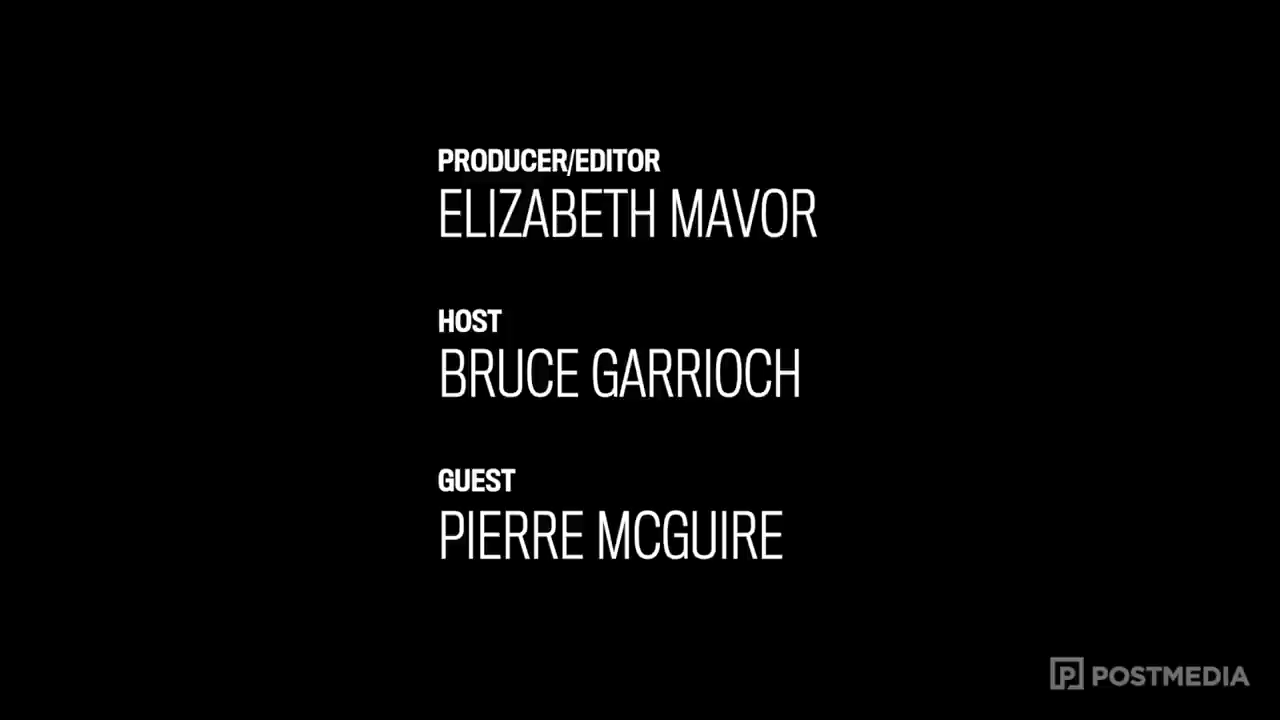 PRODUCER/EDITOR
ELIZABETH MAVOR
HOST
BRUCE GARRIOCH
GUEST
PIERRE MCGUIRE
P POSTMEDIA